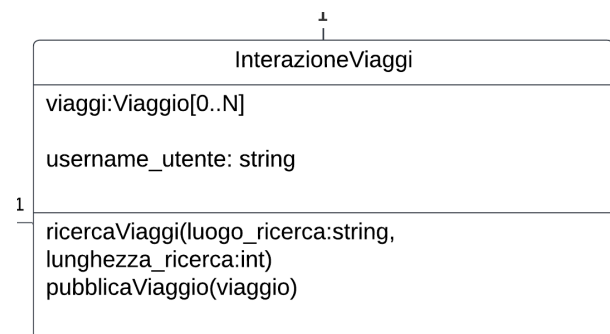 1
InterazioneViaggi
viaggi:Viaggio[0..N]
username_utente: string
1
ricercaViaggi(luogo_ricerca:string,
lunghezza_ricerca:int)
pubblicaViaggio(viaggio)